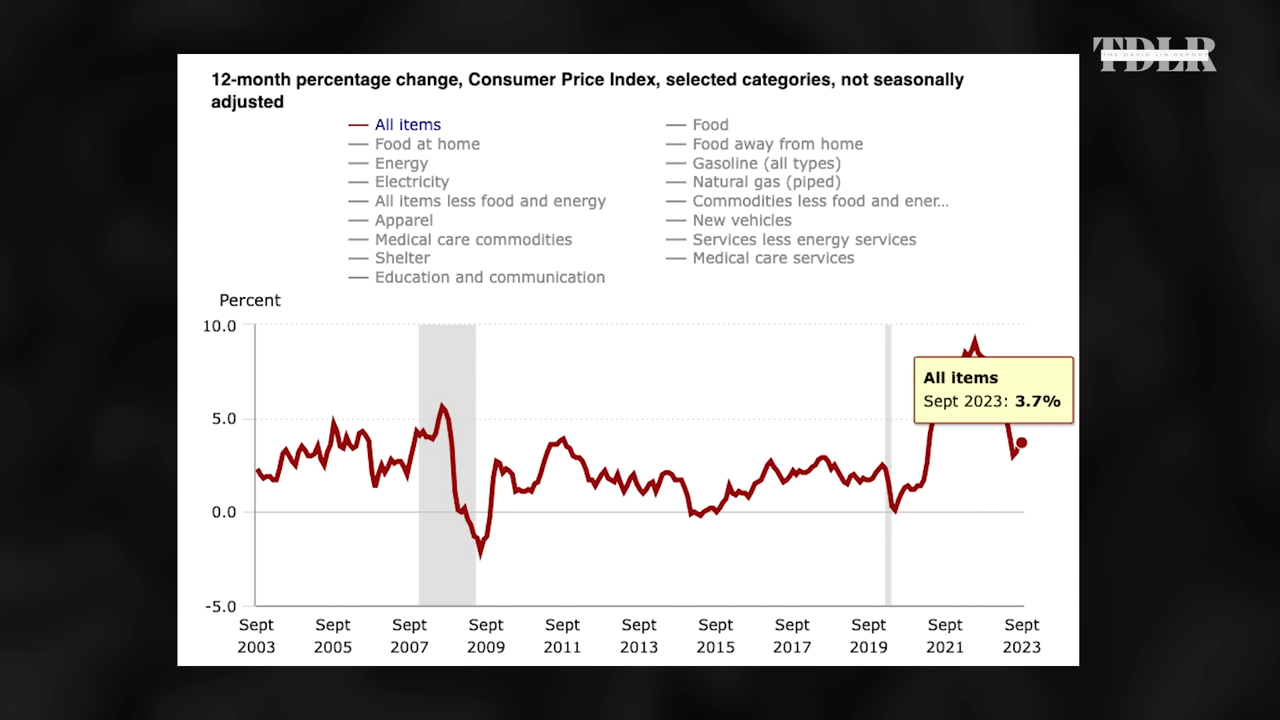 TDLR
THE DAVID LIN REPORT
12-month percentage change, Consumer Price Index, selected categories, not seasonally
adjusted
All items
Food
Food at home
Food away from home
Energy
Gasoline (all types)
Electricity
Natural gas (piped)
All items less food and energy
Commodities less food and ener...
Apparel
New vehicles
Medical care commodities
Services less energy services
Shelter
Medical care services
Education and communication
Percent
10.0
5.0
0.0
-5.0
All items
Sept 2023: 3.7%
Sept Sept Sept Sept Sept Sept Sept Sept Sept Sept Sept
2003 2005 2007 2009 2011 2013 2015 2017 2019 2021 2023